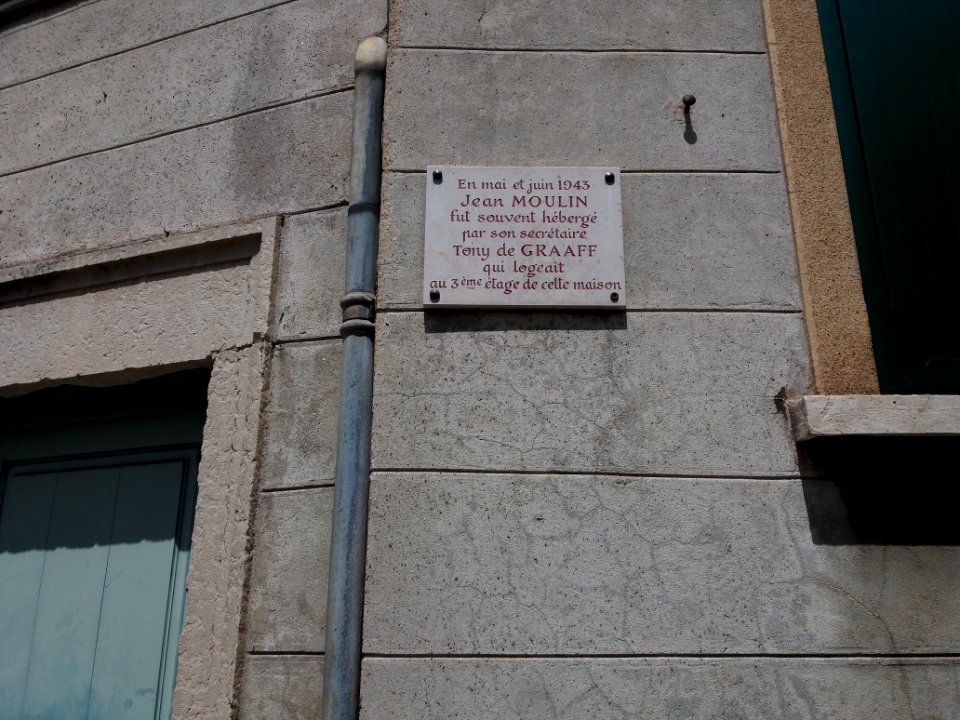 En mai et juin 1943
Jean MOULIN
fut souvent hébergé
par son secrétaire
Tony de GRAAFF
qui logeait
au 3ème étage de cette maison